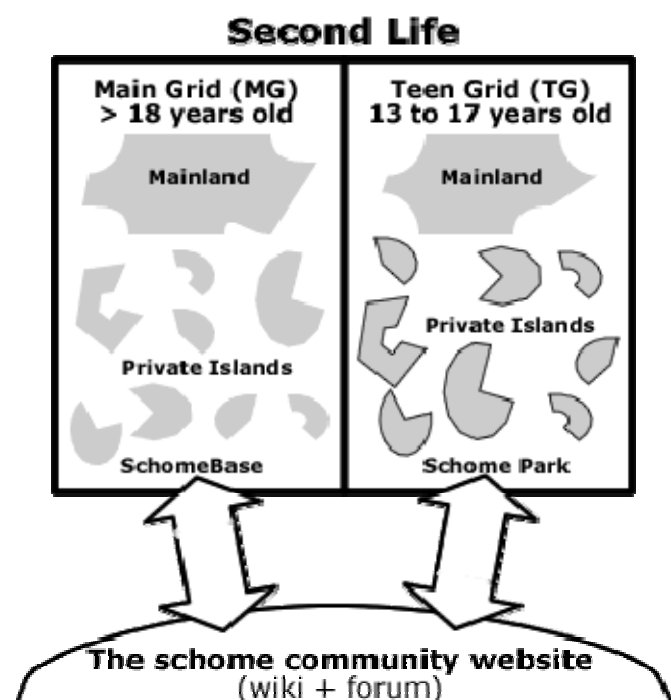 Second Life
Main Grid (MG)
> 18 years old
Mainland
Private Islands
SchomeBase
Teen Grid (TG)
13 to 17 years old
Mainland
Private Islands
Schome Park
The schome community website
(wiki + forum)